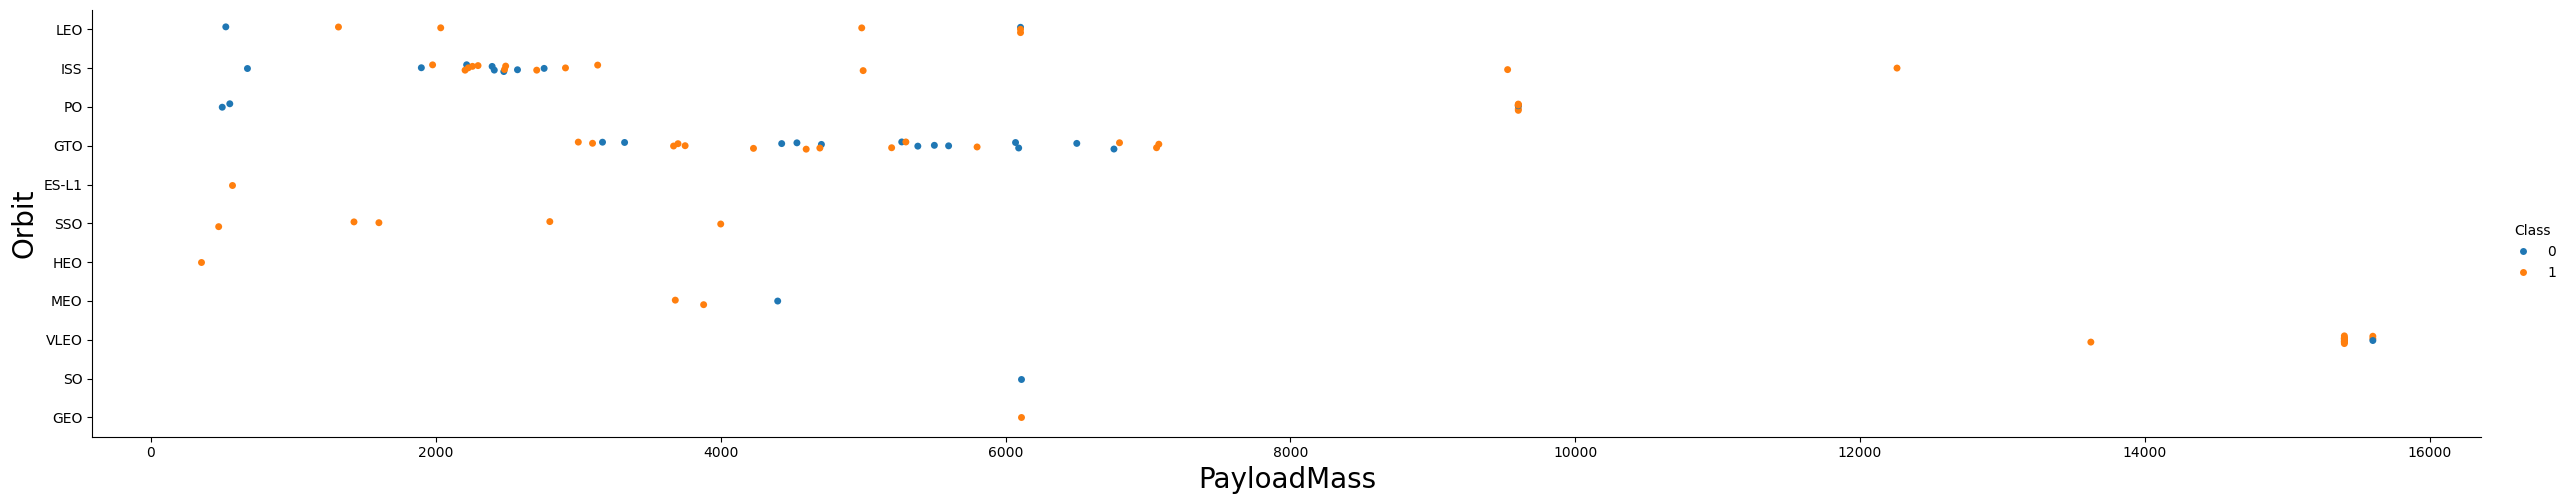 Orbit
LEO
ISS
PO
GTO
ES-L1
SSO
HEO
MEO
VLEO
SO
GEO
0 2000 4000 6000 8000 10000 12000 14000 16000
PayloadMass
Class
0
1